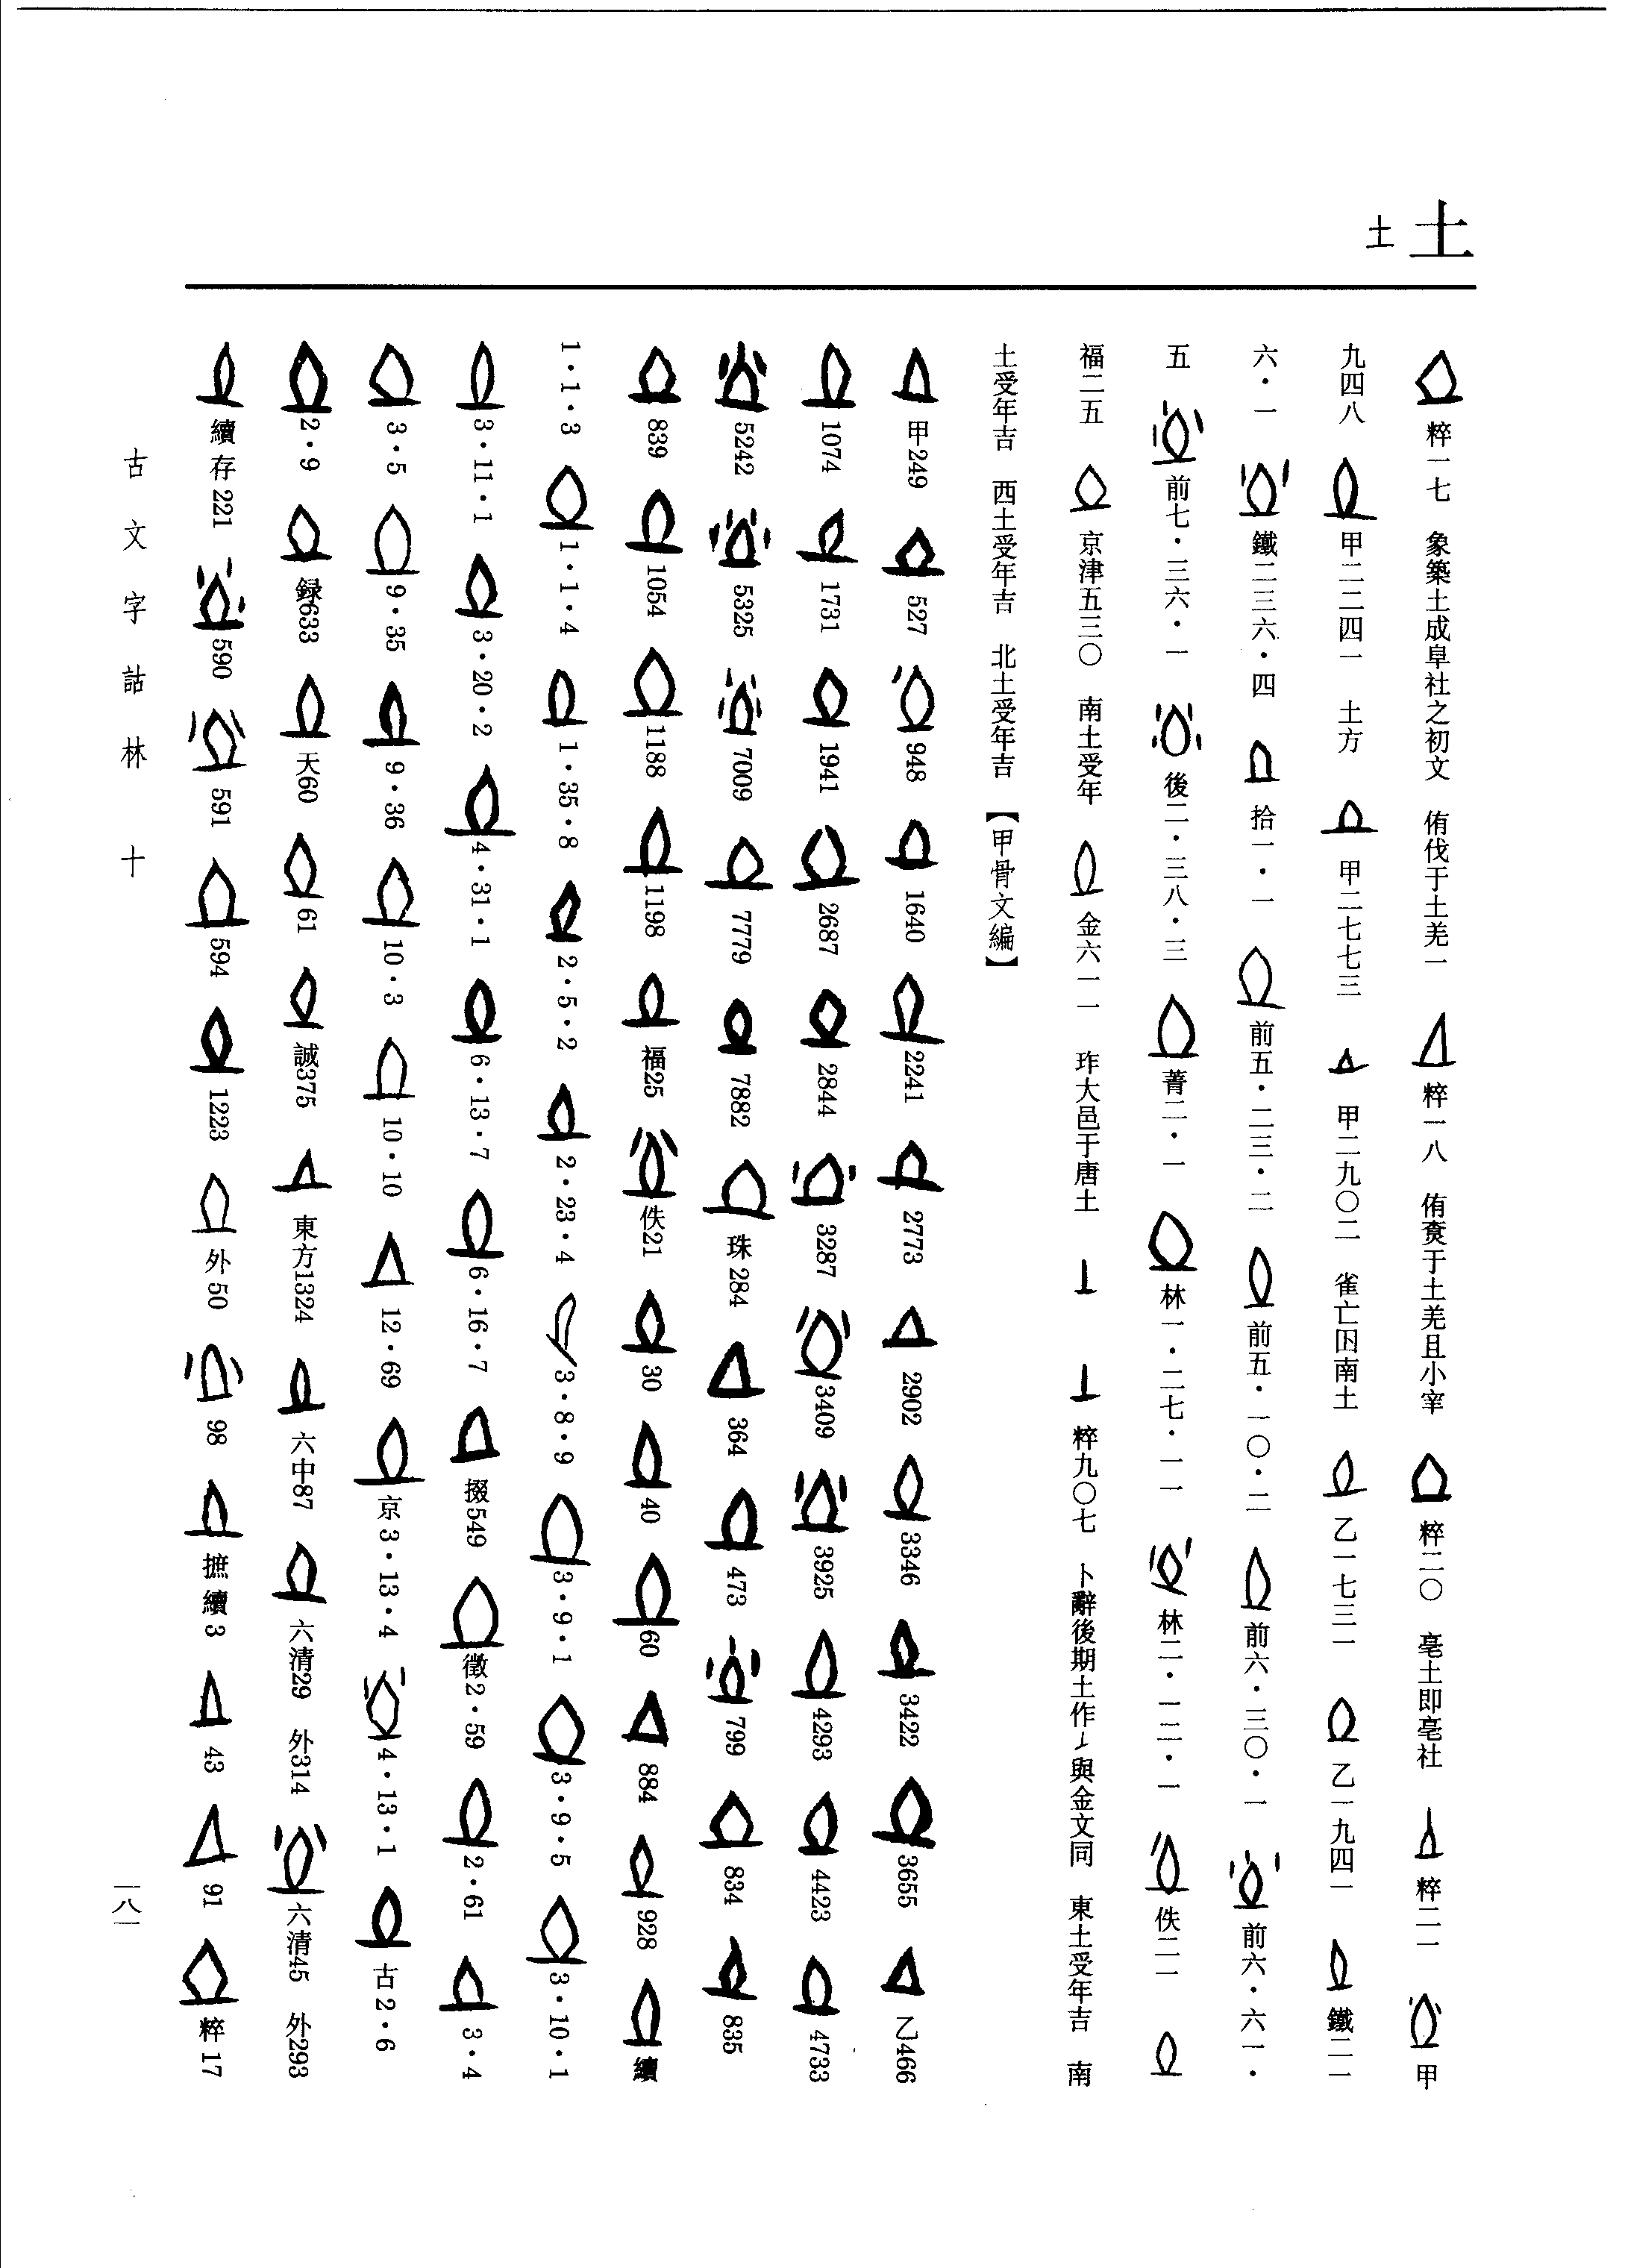 土
土
粹一七　象築土成阜社之初文　侑伐于土羌一　粹一八　侑㞢于土羌且小宰　粹二〇　亳土即亳社　粹二一　甲
九四八　甲二二四一　土方　甲二七七三　甲二九〇二　雀亡囚南土　乙一七三一　乙一九四一　鐵二一
六·一　鐵二三六·四　拾一·一　前五·二三·二　前五·一〇·二　前六·三〇·一　前六·六一·
五　前七·三六·一　後二·三八·三　菁二·一　林一·二七·一一　林二·一二·一　佚二一
福二五　京津五三〇　南土受年　金六一一　乍大邑于唐土　粹九〇七　卜辭後期土作與金文同　東土受年吉　南
土受年吉　西土受年吉　北土受年吉　【甲骨文編】
甲249　527　948　1640　2241　2773　2902　3346　3422　3655　乙466
1074　1731　1941　2687　2844　3287　3409　3925　4293　4423　4733
5242　5325　7009　7779　7882　珠284　364　473　799　834　835
839　1054　1188　1198　福25　佚21　30　40　60　884　928　續
1·1·3　1·1·4　1·35·8　2·5·2　2·23·4　3·8·9　3·9·1　3·9·5　3·10·1
3·11·1　3·20·2　4·31·1　6·13·7　6·16·7　掇549　徵2·59　2·61　3·4
3·5　9·35　9·36　10·3　10·10　12·69　京3·13·4　4·13·1　古2·6
2·9　録633　天60　61　誠375　東方1324　六中87　六清29　外314　六清45　外293
續存221　590　591　594　1223　外50　98　摭續3　43　91　粹17
古文字詁林　十
一八一